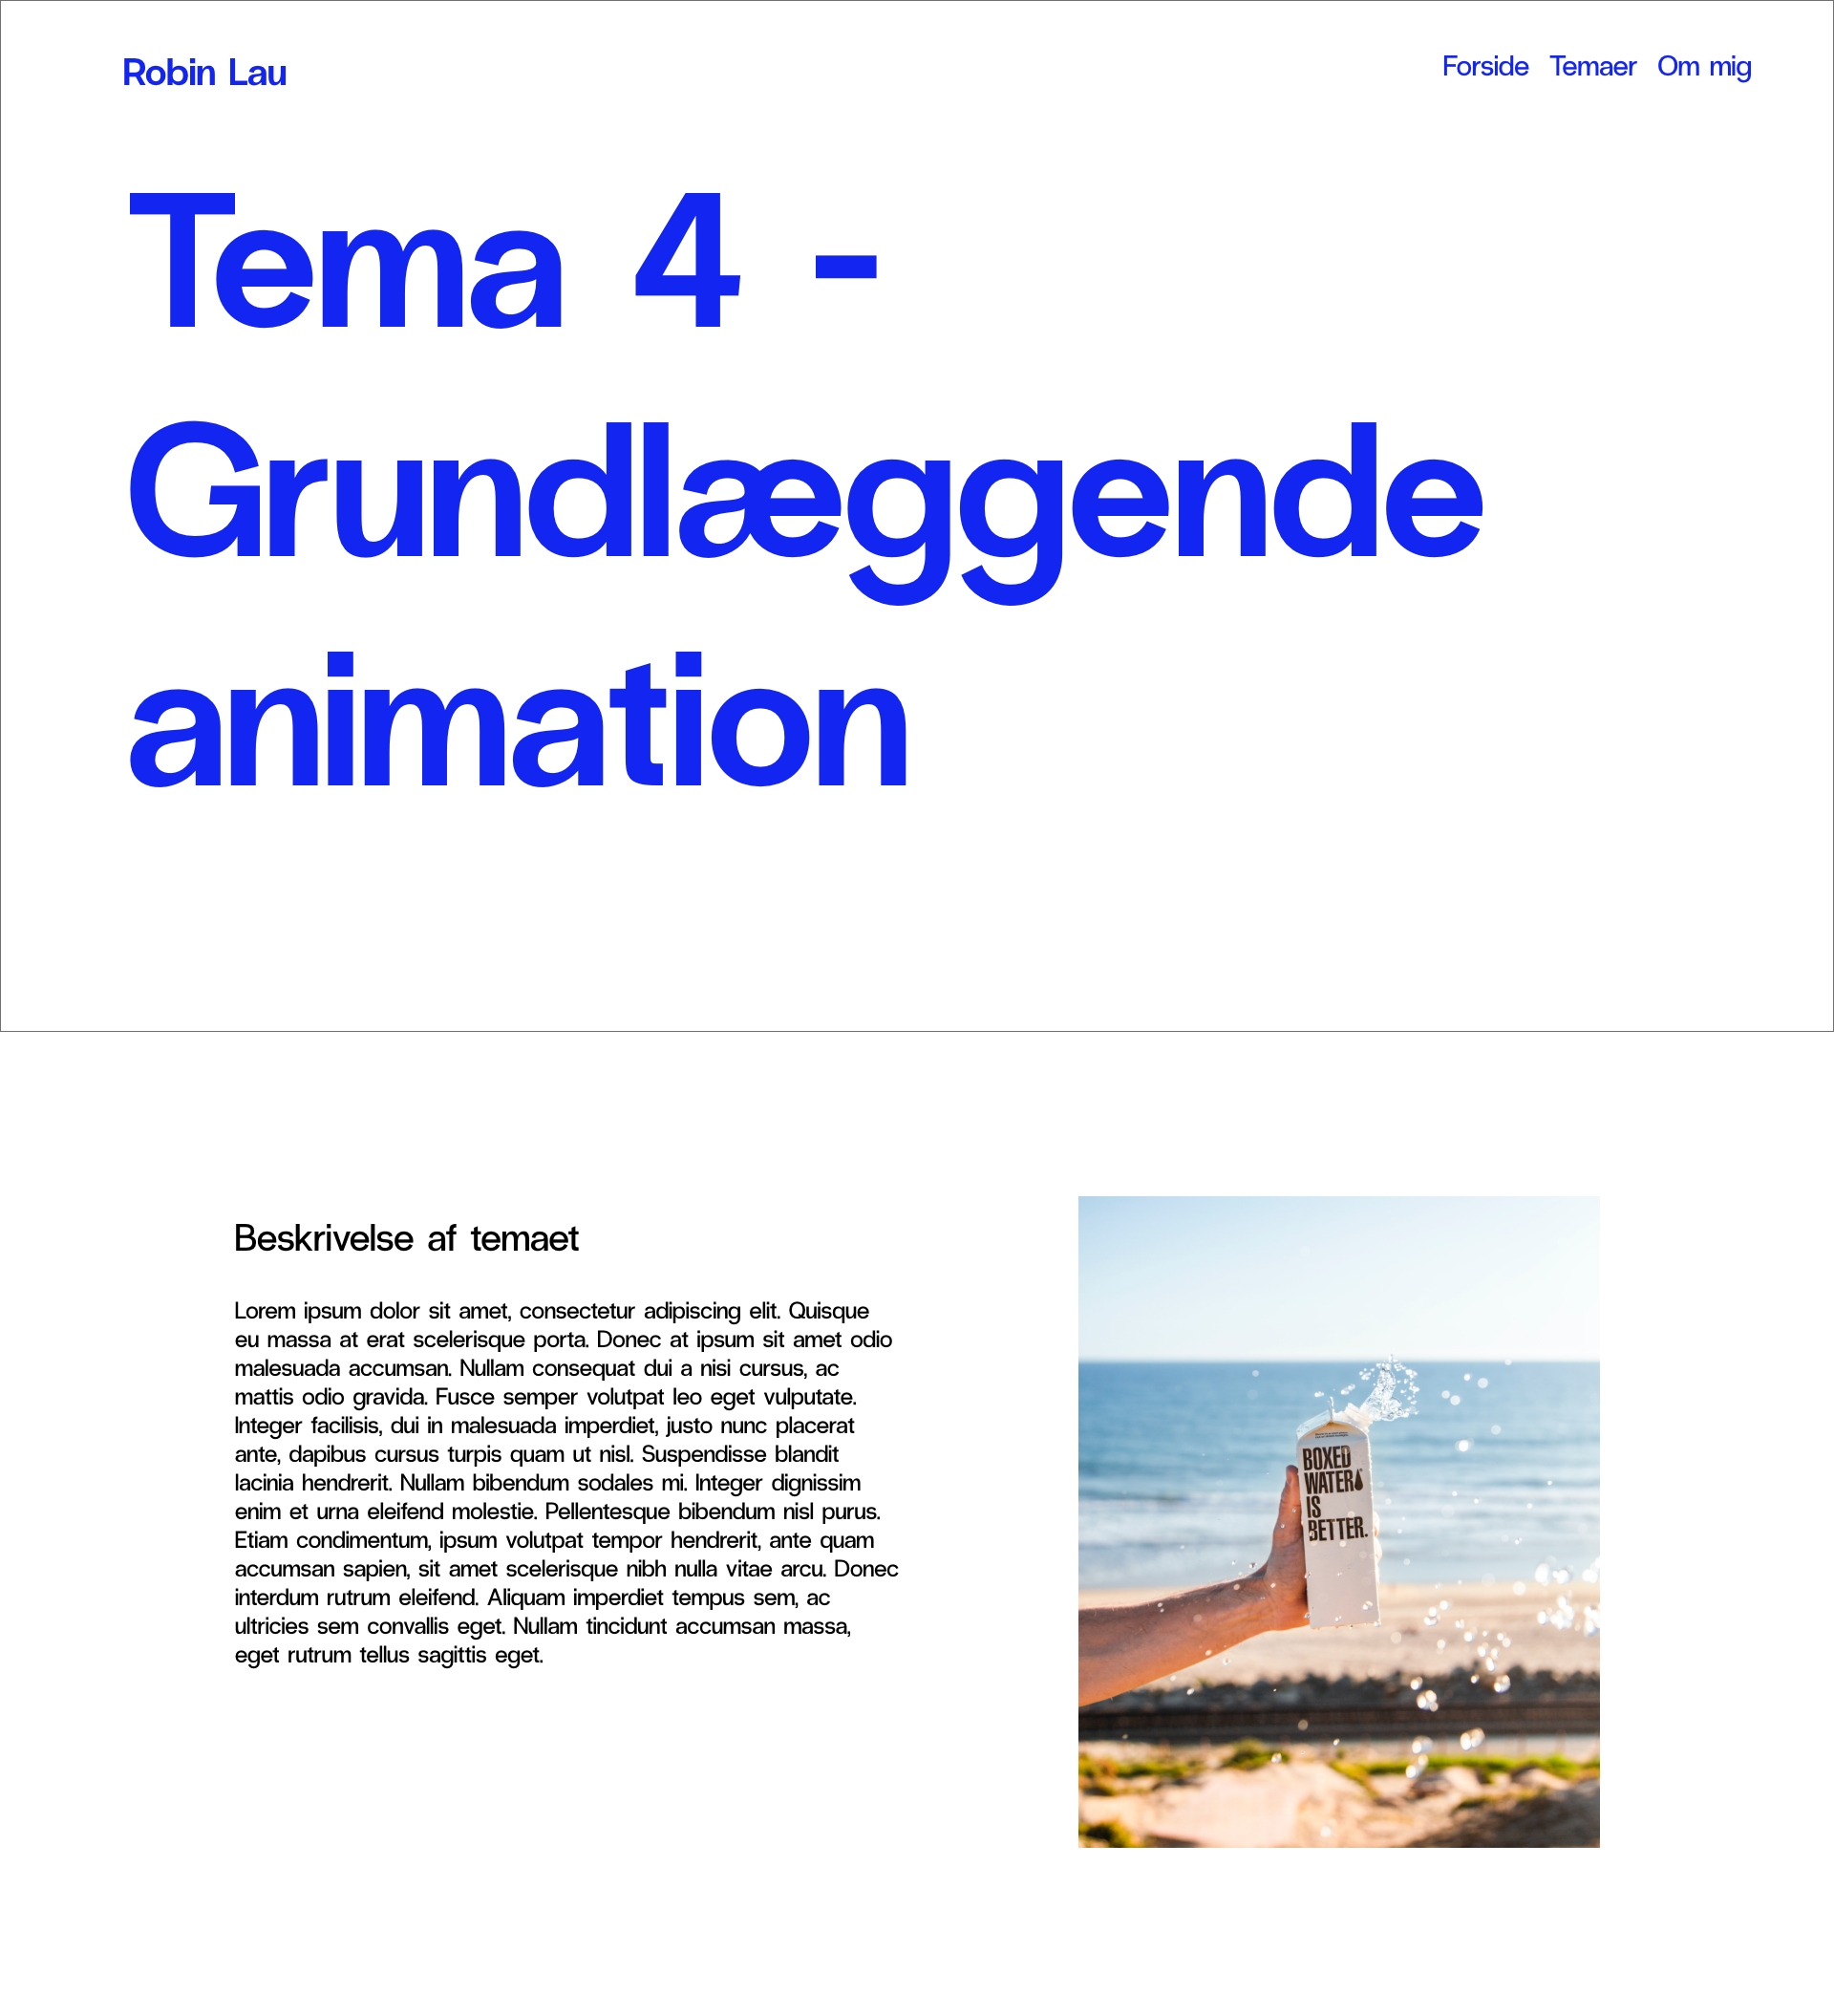 Robin Lau
Forside Temaer Om mig
Tema 4 -
Grundlæggende
animation
Beskrivelse af temaet
Lorem ipsum dolor sit amet, consectetur adipiscing elit. Quisque
eu massa at erat scelerisque porta. Donec at ipsum sit amet odio
malesuada accumsan. Nullam consequat dui a nisi cursus, ac
mattis odio gravida. Fusce semper volutpat leo eget vulputate.
Integer facilisis, dui in malesuada imperdiet, justo nunc placerat
ante, dapibus cursus turpis quam ut nisl. Suspendisse blandit
lacinia hendrerit. Nullam bibendum sodales mi. Integer dignissim
enim et urna eleifend molestie. Pellentesque bibendum nisl purus.
Etiam condimentum, ipsum volutpat tempor hendrerit, ante quam
accumsan sapien, sit amet scelerisque nibh nulla vitae arcu. Donec
interdum rutrum eleifend. Aliquam imperdiet tempus sem, ac
ultricies sem convallis eget. Nullam tincidunt accumsan massa,
eget rutrum tellus sagittis eget.
BOXED
WATER
IS
BETTER.